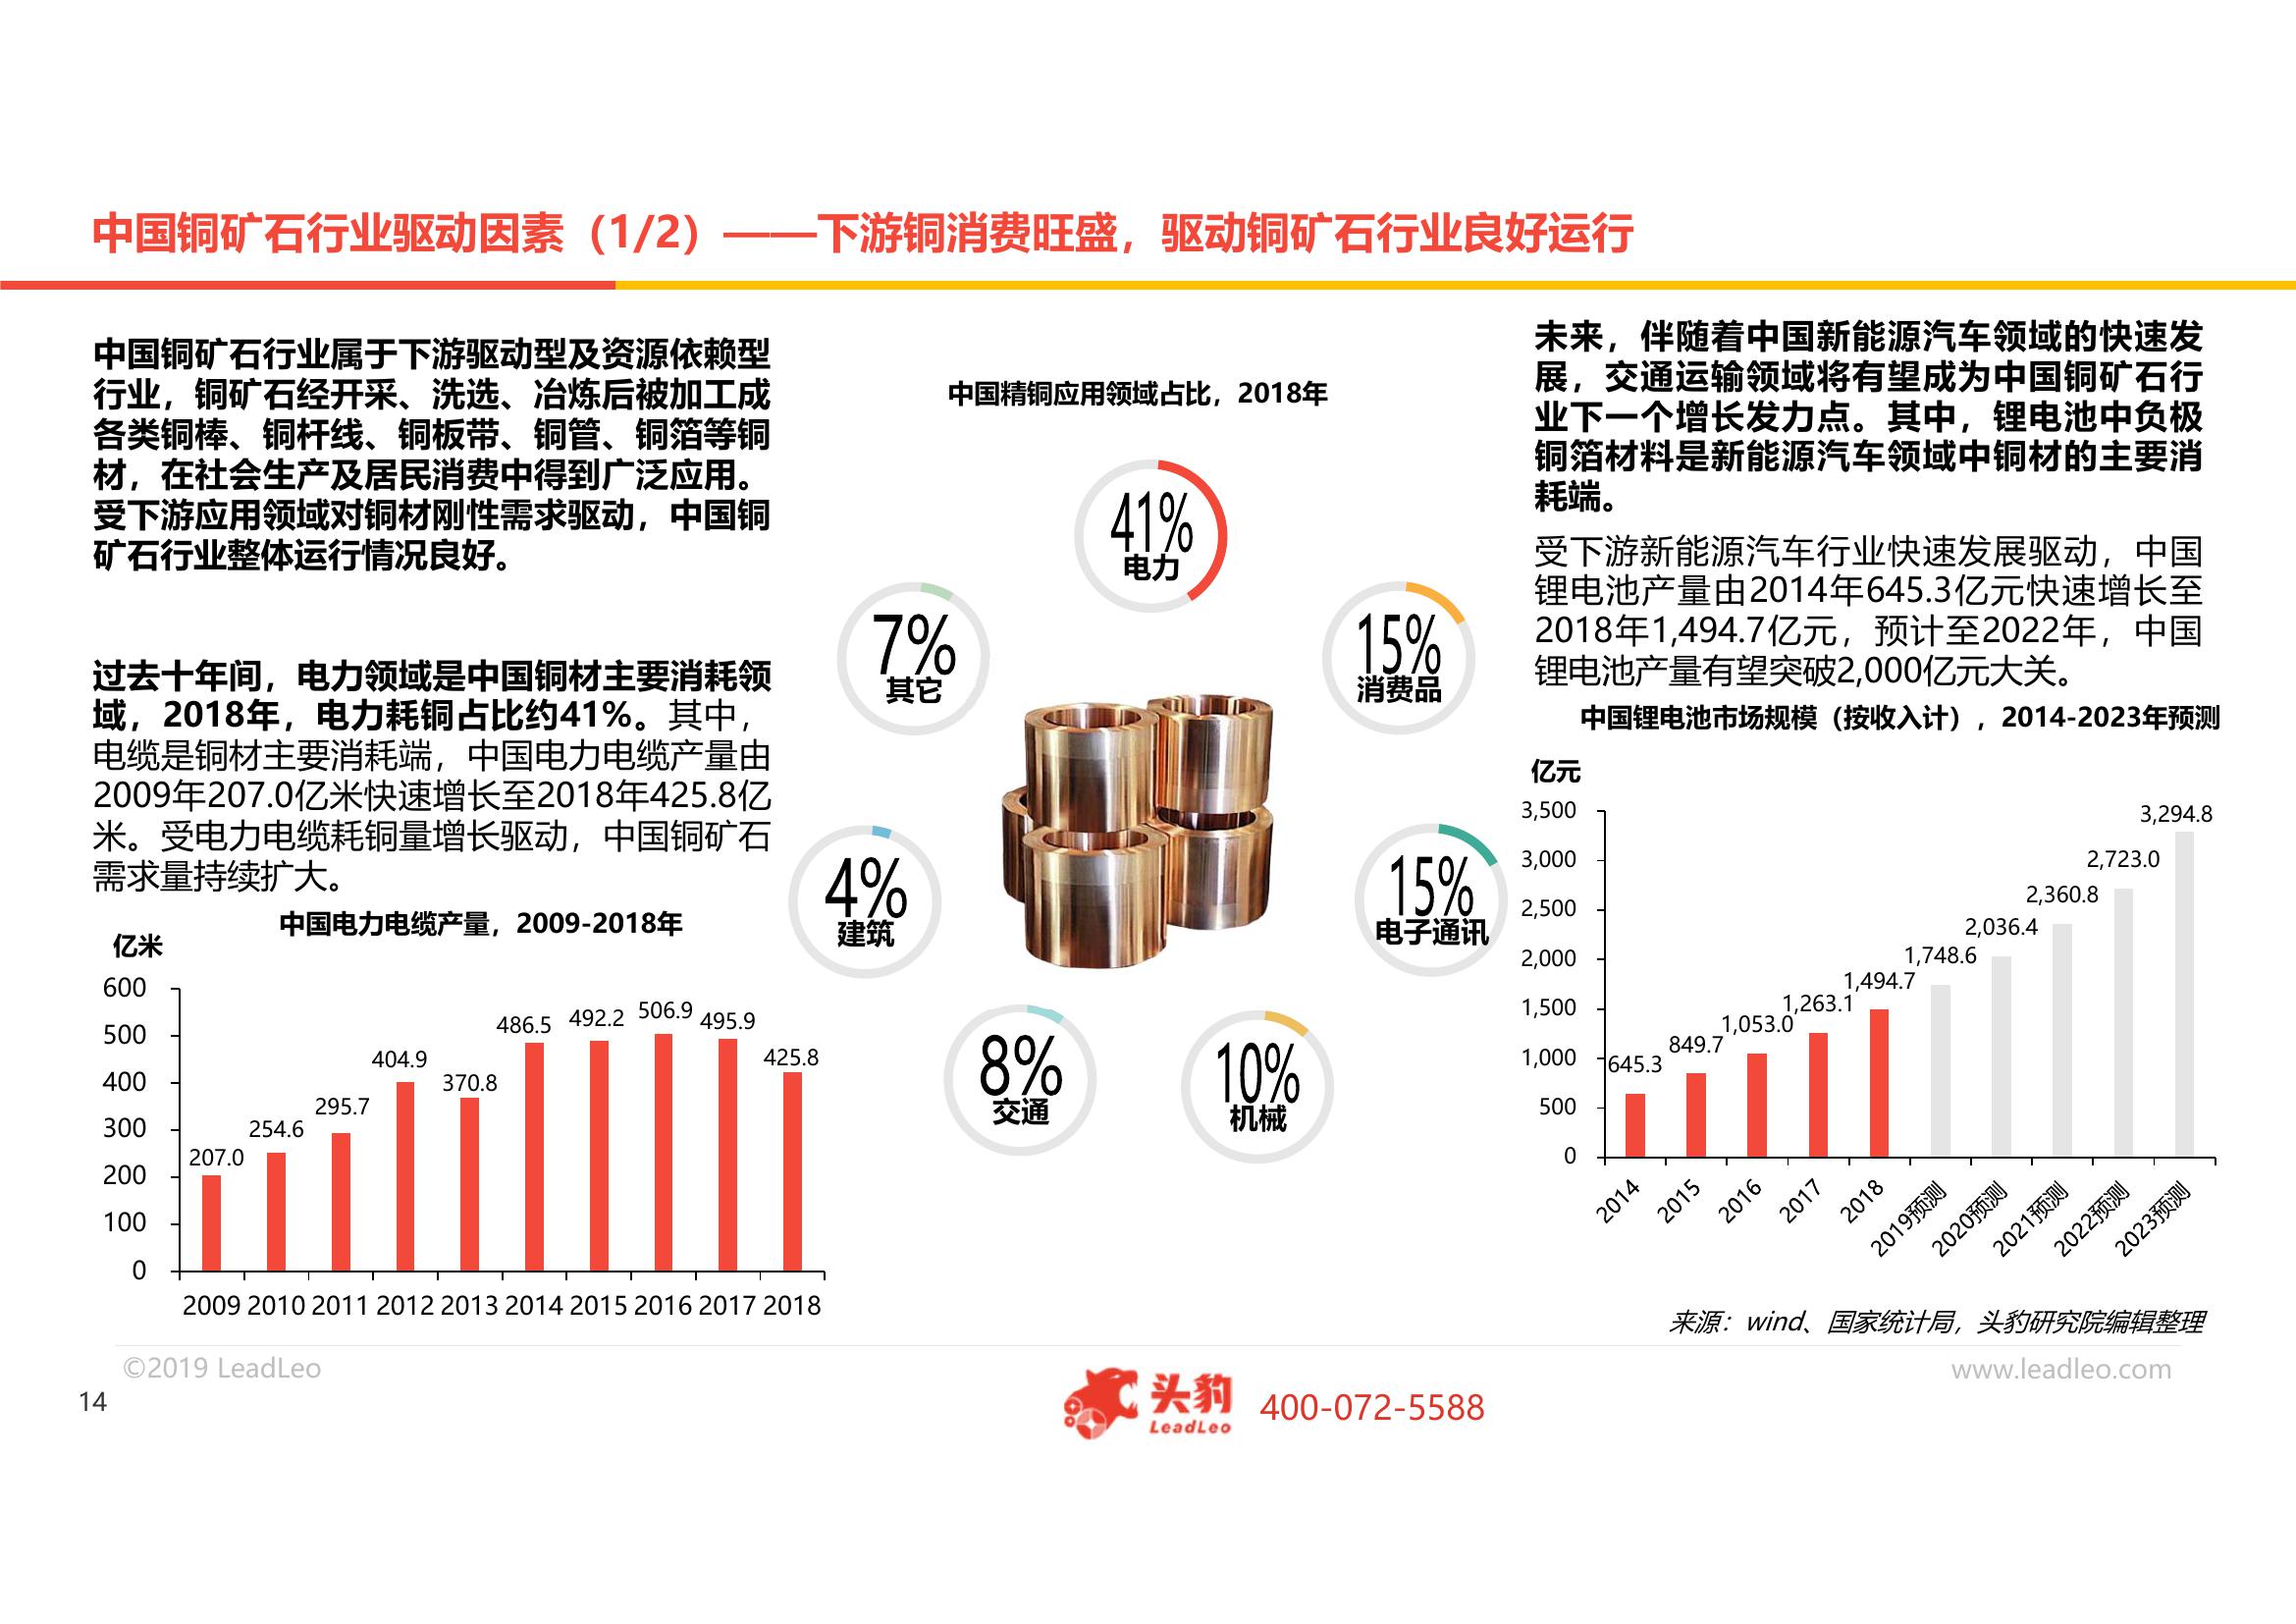 中国铜矿石行业驱动因素（1/2）——下游铜消费旺盛，驱动铜矿石行业良好运行
中国铜矿石行业属于下游驱动型及资源依赖型
行业，铜矿石经开采、洗选、冶炼后被加工成
各类铜棒、铜杆线、铜板带、铜管、铜箔等铜
材，在社会生产及居民消费中得到广泛应用。
受下游应用领域对铜材刚性需求驱动，中国铜
矿石行业整体运行情况良好。
过去十年间，电力领域是中国铜材主要消耗领
域，2018年，电力耗铜占比约41%。其中，
电缆是铜材主要消耗端，中国电力电缆产量由
2009年207.0亿米快速增长至2018年425.8亿
米。受电力电缆耗铜量增长驱动，中国铜矿石
需求量持续扩大。
中国电力电缆产量，2009-2018年
亿米
600
500
400
300
200
100
0
207.0
254.6
295.7
404.9
370.8
486.5
492.2
506.9
495.9
425.8
2009 2010 2011 2012 2013 2014 2015 2016 2017 2018
中国精铜应用领域占比，2018年
41%
电力
15%
消费品
15%
电子通讯
10%
机械
8%
交通
4%
建筑
7%
其它
未来，伴随着中国新能源汽车领域的快速发
展，交通运输领域将有望成为中国铜矿石行
业下一个增长发力点。其中，锂电池中负极
铜箔材料是新能源汽车领域中铜材的主要消
耗端。
受下游新能源汽车行业快速发展驱动，中国
锂电池产量由2014年645.3亿元快速增长至
2018年1,494.7亿元，预计至2022年，中国
锂电池产量有望突破2,000亿元大关。
中国锂电池市场规模（按收入计），2014-2023年预测
亿元
3,500
3,000
2,500
2,000
1,500
1,000
500
0
645.3
849.7
1,053.0
1,263.1
1,494.7
1,748.6
2,036.4
2,360.8
2,723.0
3,294.8
2014
2015
2016
2017
2018
2019预测
2020预测
2021预测
2022预测
2023预测
来源：wind、国家统计局，头豹研究院编辑整理
©2019 LeadLeo
www.leadleo.com
14
头豹
LeadLeo
400-072-5588